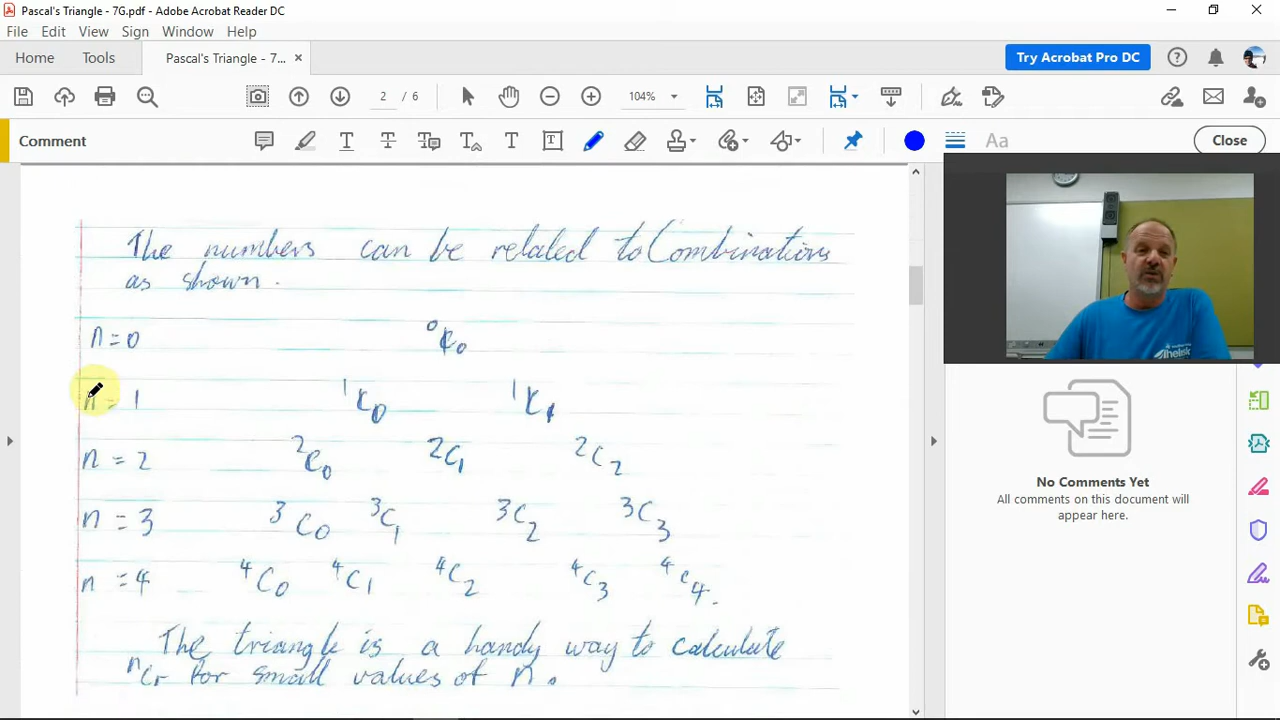 Pascal's Triangle - 7G.pdf - Adobe Acrobat Reader DC
File Edit View Sign Window Help
Home Tools Pascal's Triangle - 7... × Try Acrobat Pro DC
2 / 6 104%
Comment Aa Close
The numbers can be related to Combinations
as shown.
n = 0 ⁰C₀
n = 1 ¹C₀ ¹C₁
n = 2 ²C₀ ²C₁ ²C₂
n = 3 ³C₀ ³C₁ ³C₂ ³C₃
n = 4 ⁴C₀ ⁴C₁ ⁴C₂ ⁴C₃ ⁴C₄.
The triangle is a handy way to calculate
ⁿCr for small values of n.
No Comments Yet
All comments on this document will
appear here.